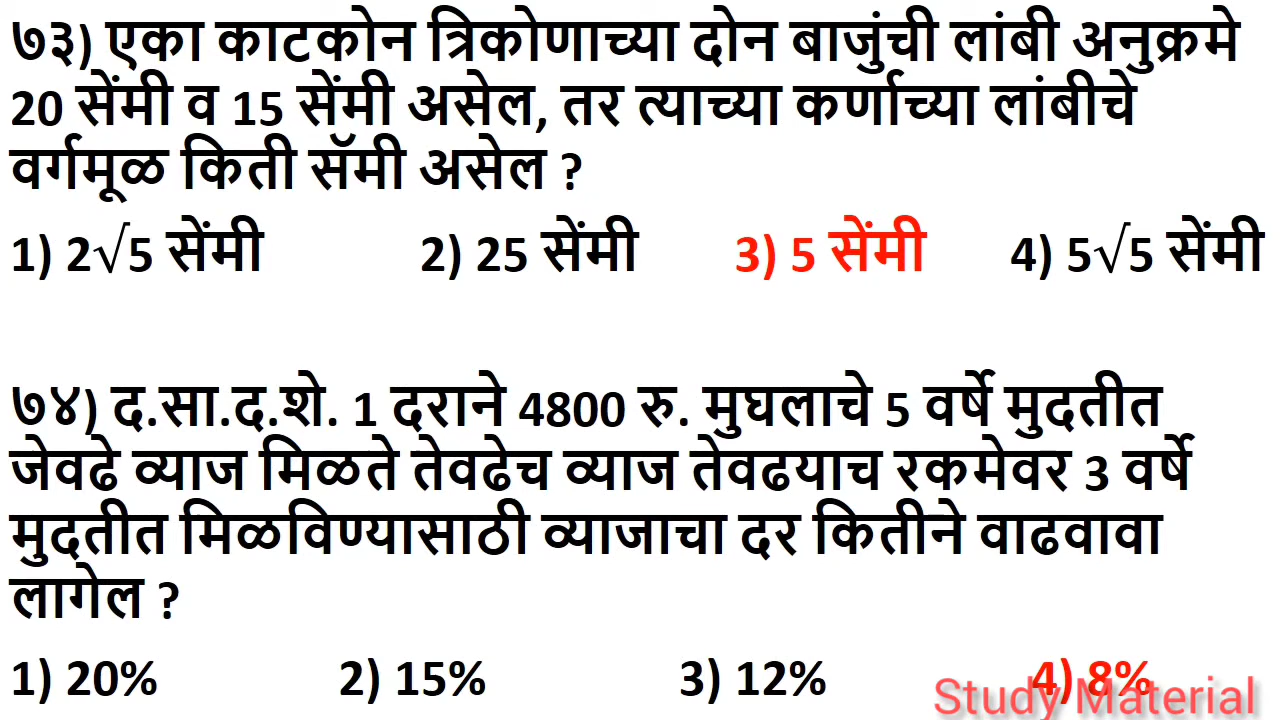 ७३) एका काटकोन त्रिकोणाच्या दोन बाजुंची लांबी अनुक्रमे
20 सेंमी व 15 सेंमी असेल, तर त्याच्या कर्णाच्या लांबीचे
वर्गमूळ किती सॅमी असेल ?
1) 2√5 सेंमी 2) 25 सेंमी 3) 5 सेंमी 4) 5√5 सेंमी
७४) द.सा.द.शे. 1 दराने 4800 रु. मुघलाचे 5 वर्षे मुदतीत
जेवढे व्याज मिळते तेवढेच व्याज तेवढयाच रकमेवर 3 वर्षे
मुदतीत मिळविण्यासाठी व्याजाचा दर कितीने वाढवावा
लागेल ?
1) 20% 2) 15% 3) 12% 4) 8%
Study Material